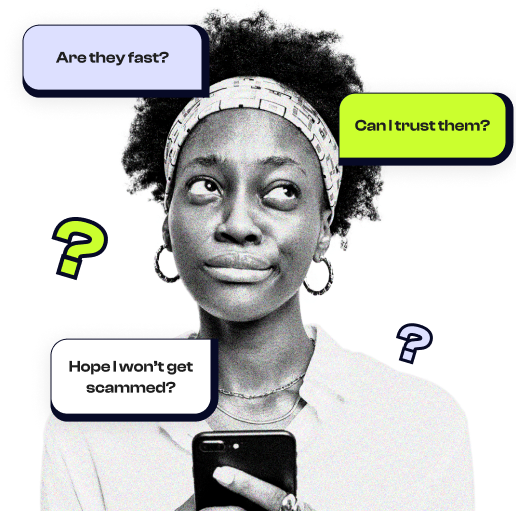 Are they fast?
Can I trust them?
?
?
Hope I won't get
scammed?